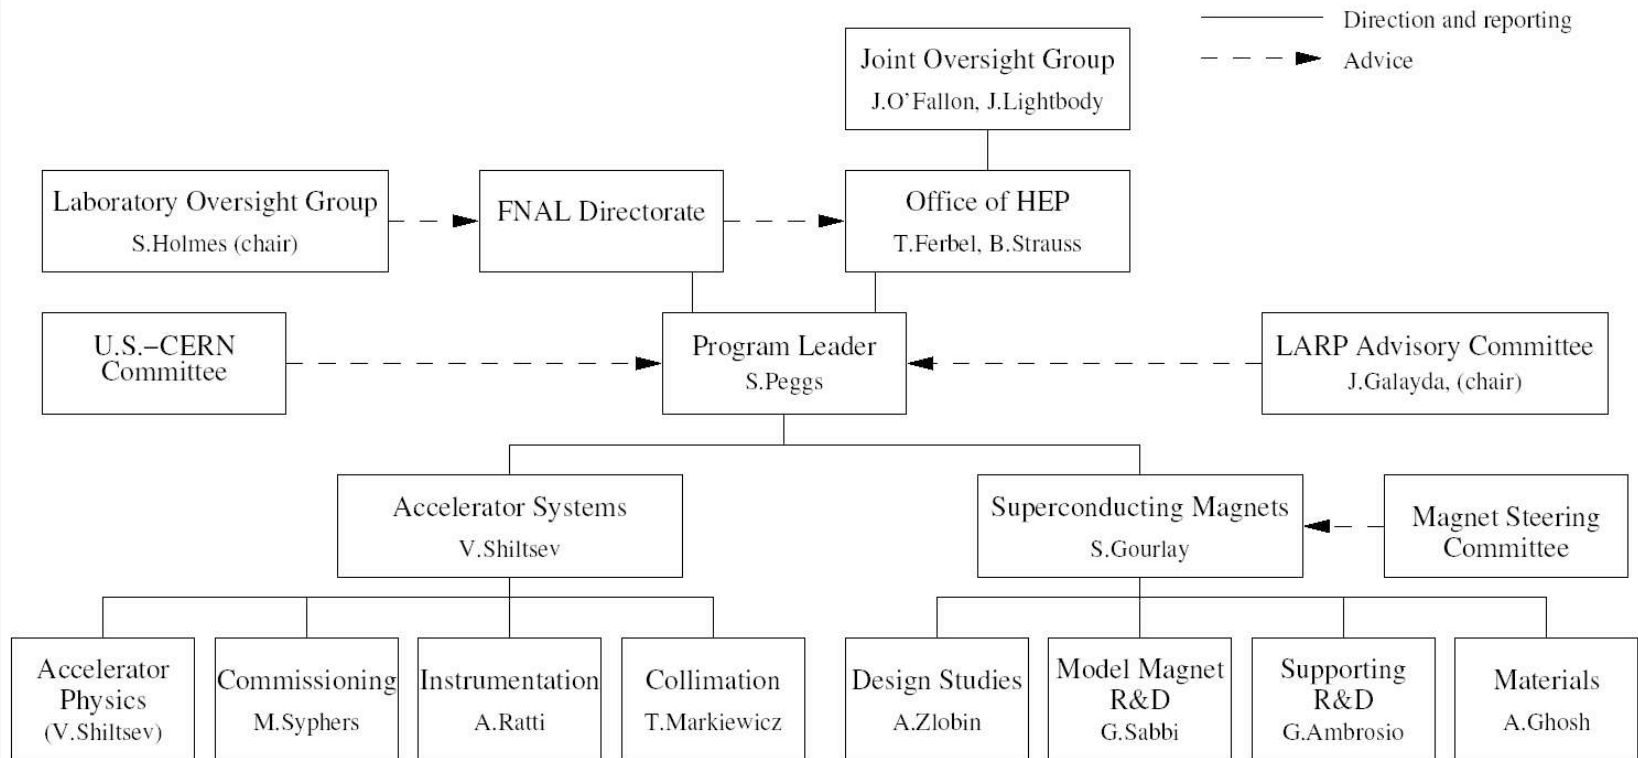 Direction and reporting
Advice
Joint Oversight Group
J.O'Fallon, J.Lightbody
Laboratory Oversight Group
S.Holmes (chair)
FNAL Directorate
Office of HEP
T.Ferbel, B.Strauss
U.S.–CERN
Committee
Program Leader
S.Peggs
LARP Advisory Committee
J.Galayda, (chair)
Accelerator Systems
V.Shiltsev
Superconducting Magnets
S.Gourlay
Magnet Steering
Committee
Accelerator
Physics
(V.Shiltsev)
Commissioning
M.Syphers
Instrumentation
A.Ratti
Collimation
T.Markiewicz
Design Studies
A.Zlobin
Model Magnet
R&D
G.Sabbi
Supporting
R&D
G.Ambrosio
Materials
A.Ghosh